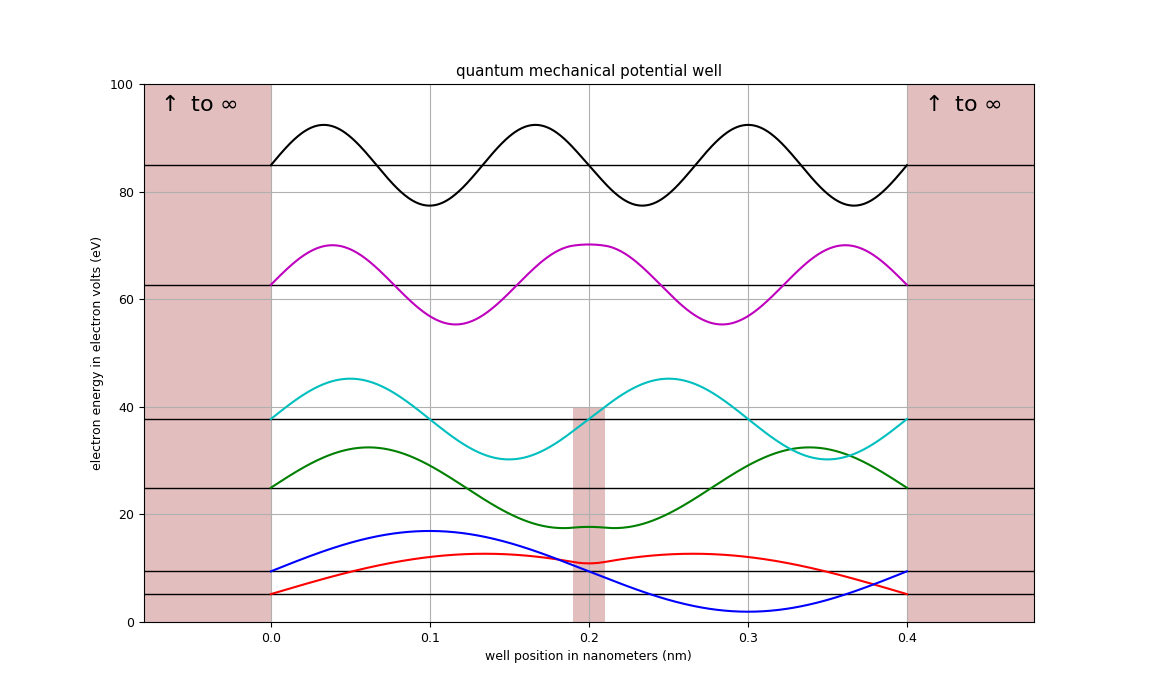 quantum mechanical potential well
100
↑ to ∞
↑ to ∞
80
60
40
20
0
electron energy in electron volts (eV)
0.0
0.1
0.2
0.3
0.4
well position in nanometers (nm)